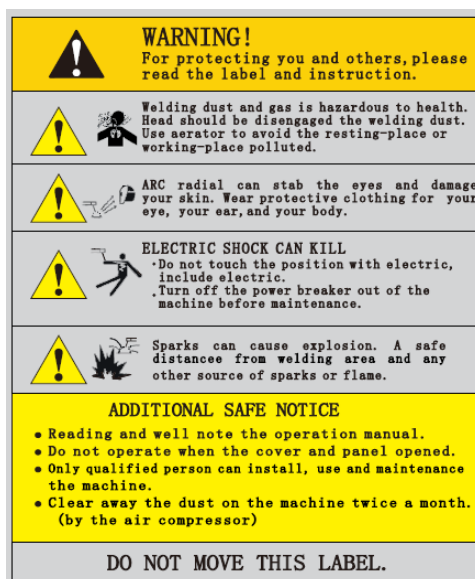 WARNING!
For protecting you and others, please
read the label and instruction.
Welding dust and gas is hazardous to health.
Head should be disengaged the welding dust.
Use aerator to avoid the resting-place or
working-place polluted.
ARC radial can stab the eyes and damage
your skin. Wear protective clothing for your
eye, your ear, and your body.
ELECTRIC SHOCK CAN KILL
·Do not touch the position with electric,
include electric.
.Turn off the power breaker out of the
machine before maintenance.
Sparks can cause explosion. A safe
distancee from welding area and any
other source of sparks or flame.
ADDITIONAL SAFE NOTICE
● Reading and well note the operation manual.
● Do not operate when the cover and panel opened.
● Only qualified person can install, use and maintenance
the machine.
● Clear away the dust on the machine twice a month.
(by the air compressor)
DO NOT MOVE THIS LABEL.